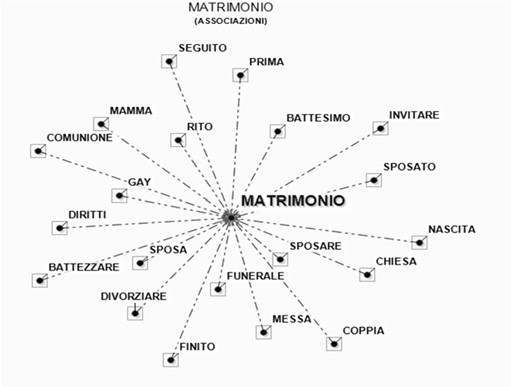 MATRIMONIO
(ASSOCIAZIONI)
SEGUITO
PRIMA
MAMMA
BATTESIMO
INVITARE
RITO
COMUNIONE
SPOSATO
GAY
MATRIMONIO
DIRITTI
NASCITA
SPOSA
SPOSARE
BATTEZZARE
CHIESA
FUNERALE
DIVORZIARE
MESSA
COPPIA
FINITO